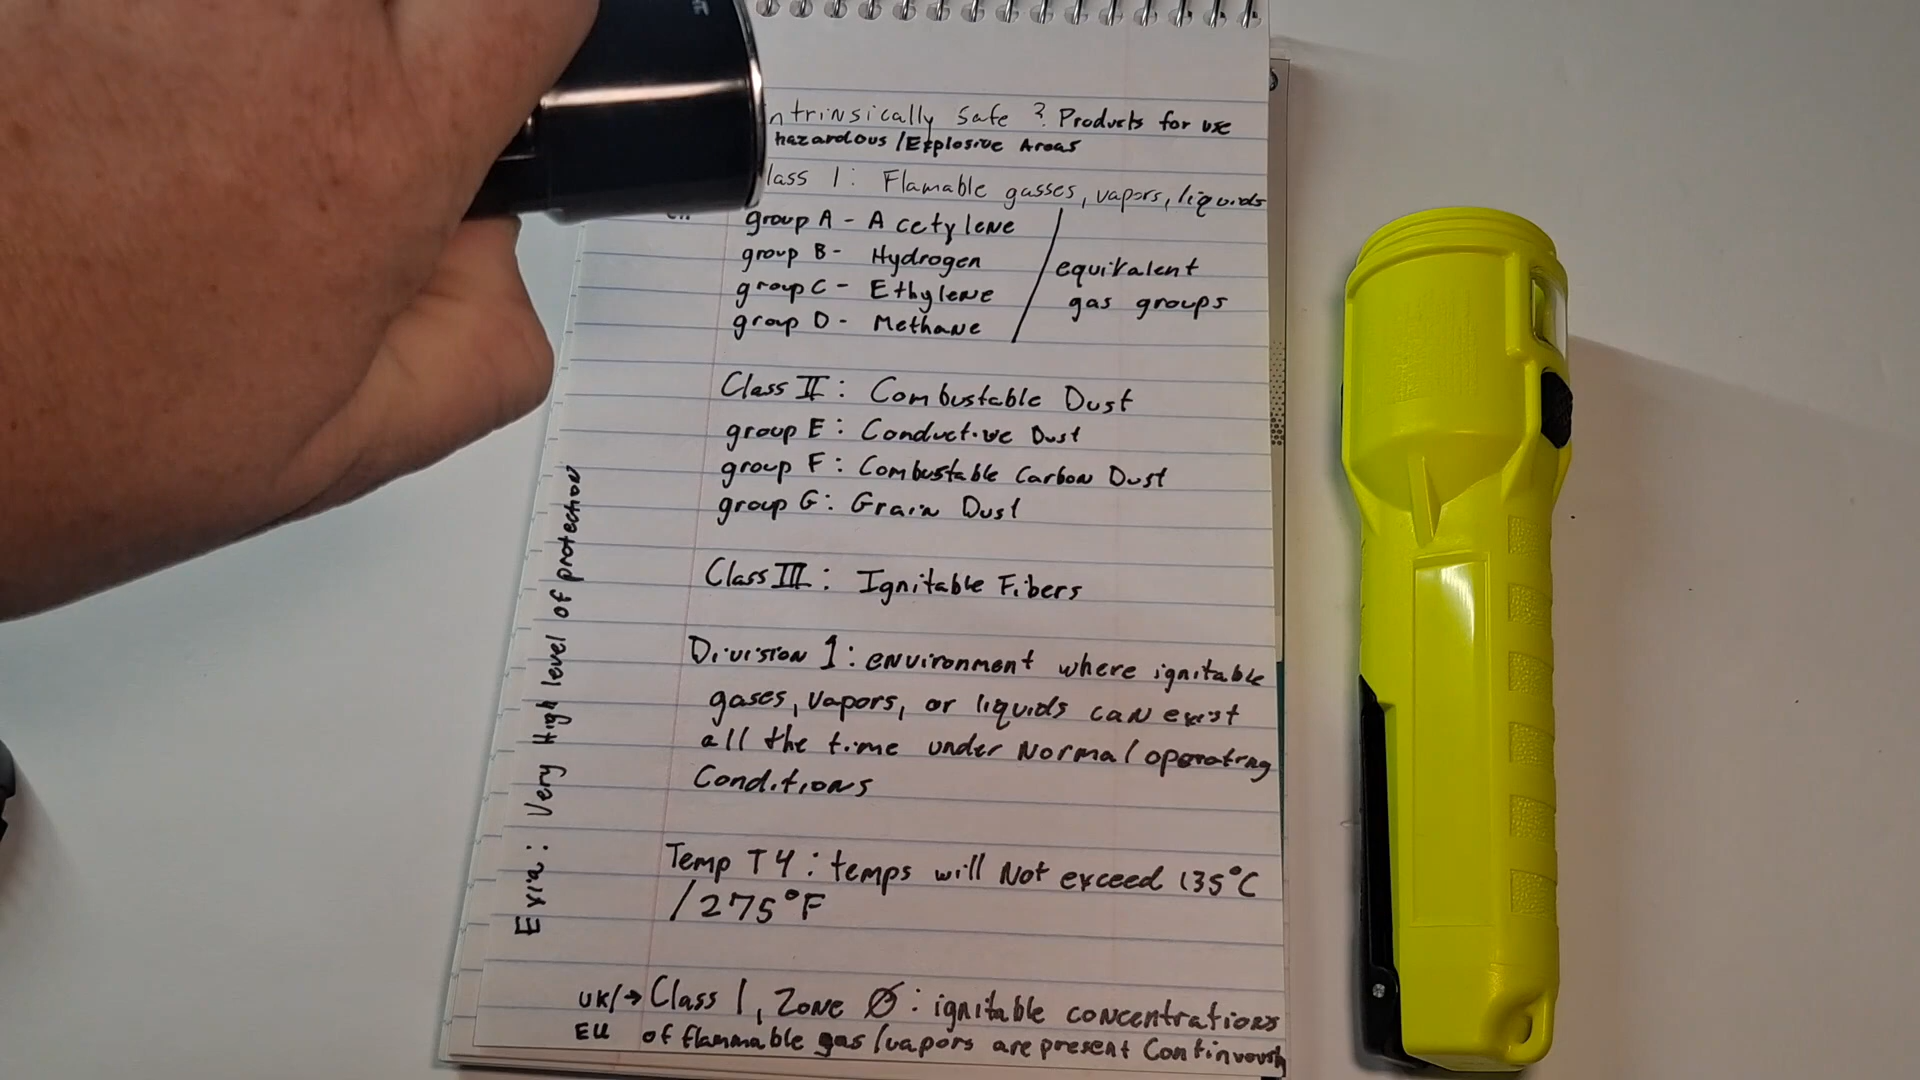 ntrinsically Safe ? Products for use
hazardous/Explosive Areas
lass 1: Flamable gasses, vapors, liquids
group A - Acetylene
group B - Hydrogen
group C - Ethylene
group D - Methane
equivalent
gas groups
Class II: Combustable Dust
group E: Conductive Dust
group F: Combustable Carbon Dust
group G: Grain Dust
Class III: Ignitable Fibers
Division 1: environment where ignitable
gases, vapors, or liquids can exist
all the time under Normal operating
Conditions
Temp T4: temps will Not exceed 135°C
/275°F
UK/→ Class 1, Zone 0: ignitable concentrations
EU of flammable gas/vapors are present Continuously
Exia: Very High level of protection